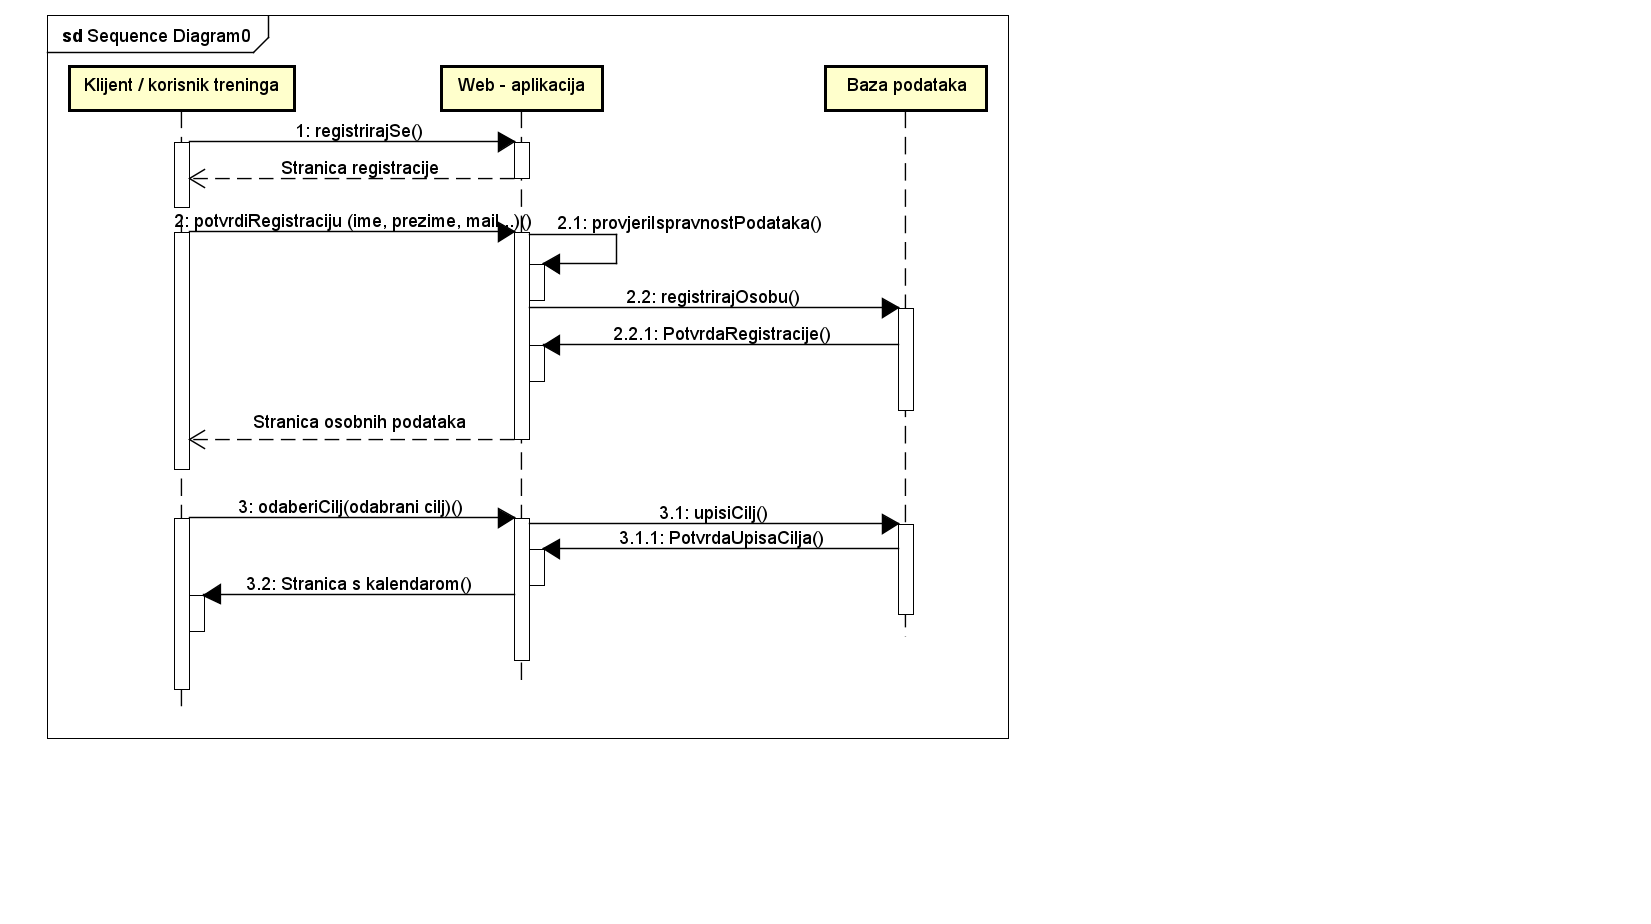 sd Sequence Diagram0
Klijent / korisnik treninga
Web - aplikacija
Baza podataka
1: registrirajSe()
Stranica registracije
2: potvrdiRegistraciju (ime, prezime, mail...)()
2.1: provjeriIspravnostPodataka()
2.2: registrirajOsobu()
2.2.1: PotvrdaRegistracije()
Stranica osobnih podataka
3: odaberiCilj(odabrani cilj)()
3.1: upisiCilj()
3.1.1: PotvrdaUpisaCilja()
3.2: Stranica s kalendarom()